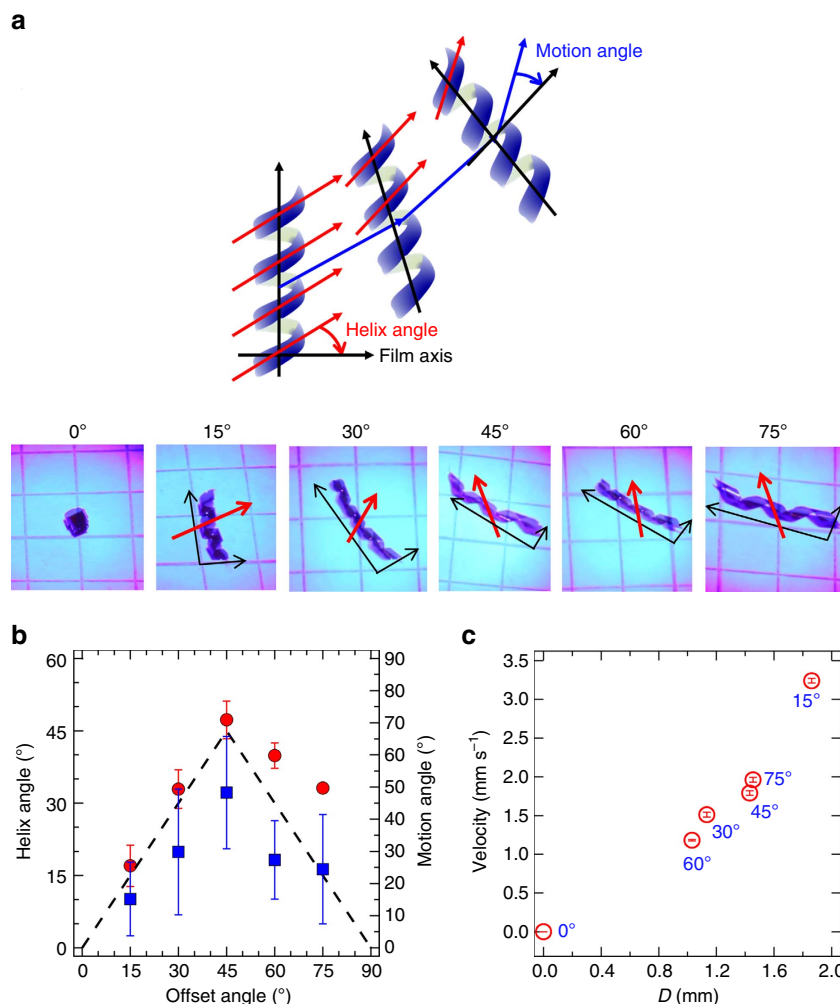 a
Motion angle
Helix angle
Film axis
0° 15° 30° 45° 60° 75°
b
60
45
30
15
0
Helix angle (°)
90
80
70
60
50
40
30
20
10
0
Motion angle (°)
0 15 30 45 60 75 90
Offset angle (°)
c
3.5
3.0
2.5
2.0
1.5
1.0
0.5
0.0
Velocity (mm s⁻¹)
15°
75°
45°
30°
60°
0°
0.0 0.4 0.8 1.2 1.6 2.0
D (mm)